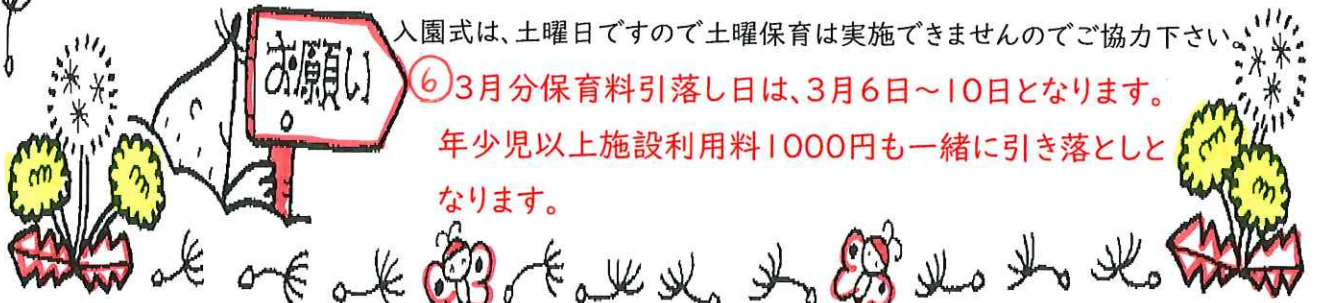 入園式は、土曜日ですので土曜保育は実施できませんのでご協力下さい。
お願い
⑥3月分保育料引落し日は、3月6日~10日となります。
年少児以上施設利用料1000円も一緒に引き落としと
なります。